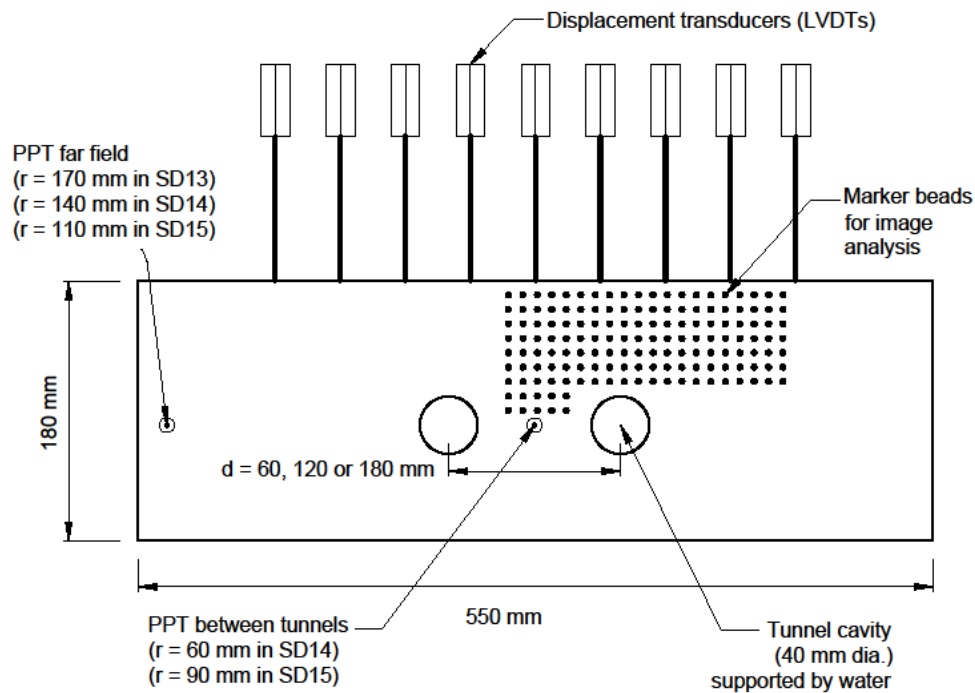 Displacement transducers (LVDTs)
PPT far field
(r = 170 mm in SD13)
(r = 140 mm in SD14)
(r = 110 mm in SD15)
Marker beads
for image
analysis
180 mm
d = 60, 120 or 180 mm
550 mm
PPT between tunnels
(r = 60 mm in SD14)
(r = 90 mm in SD15)
Tunnel cavity
(40 mm dia.)
supported by water